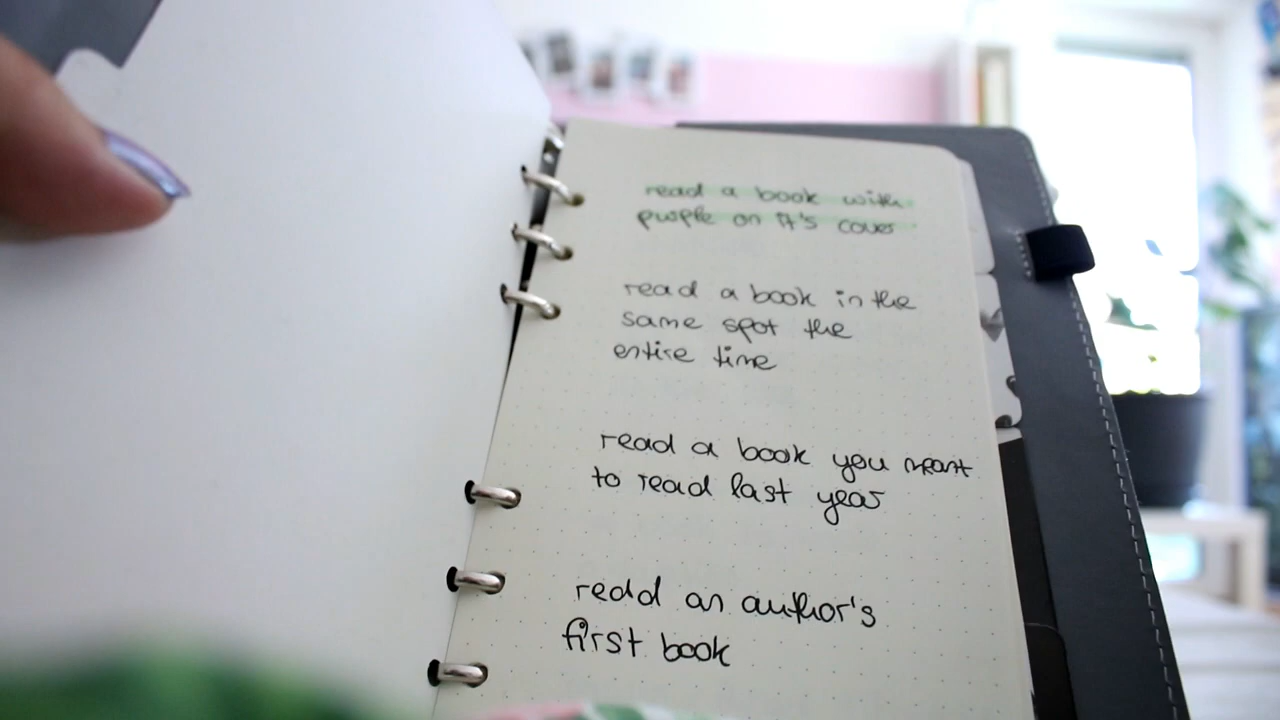 read a book with
purple on it's cover
read a book in the
same spot the
entire time
read a book you meant
to read last year
read an author's
first book